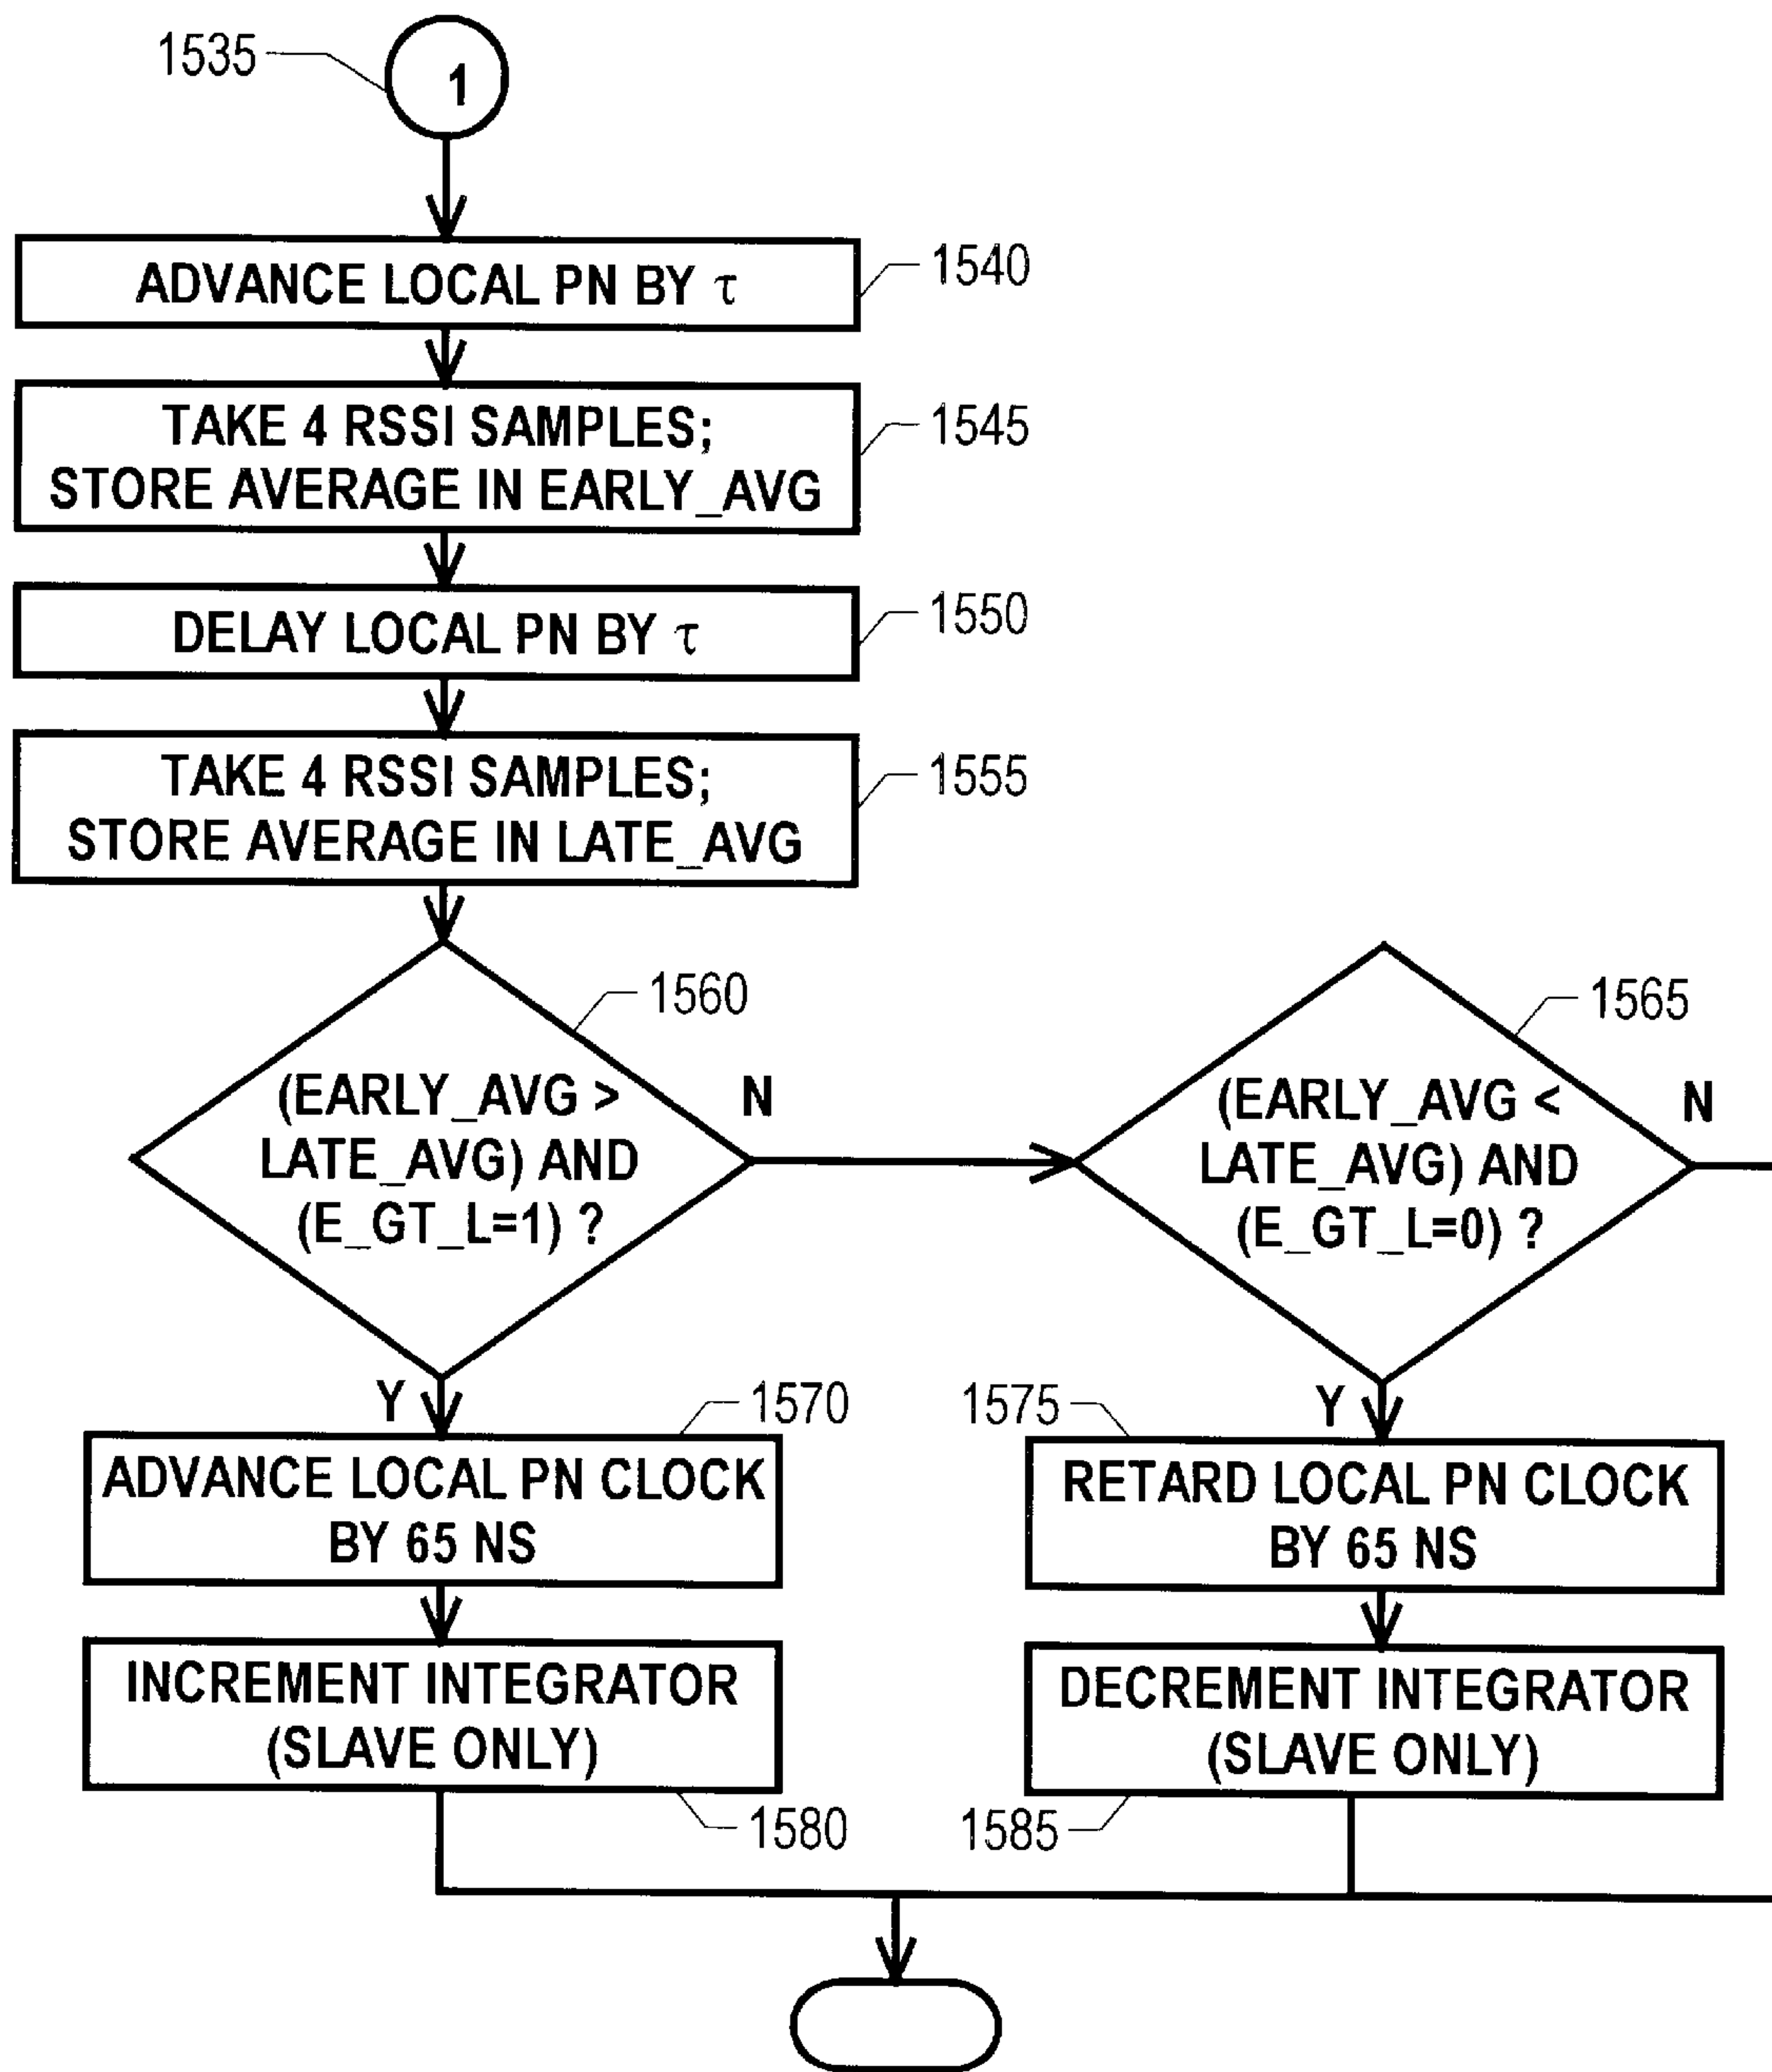 1535
1
ADVANCE LOCAL PN BY τ
1540
TAKE 4 RSSI SAMPLES;
STORE AVERAGE IN EARLY_AVG
1545
DELAY LOCAL PN BY τ
1550
TAKE 4 RSSI SAMPLES;
STORE AVERAGE IN LATE_AVG
1555
1560
(EARLY_AVG >
LATE_AVG) AND
(E_GT_L=1) ?
N
Y
1565
(EARLY_AVG <
LATE_AVG) AND
(E_GT_L=0) ?
N
Y
1570
ADVANCE LOCAL PN CLOCK
BY 65 NS
1575
RETARD LOCAL PN CLOCK
BY 65 NS
INCREMENT INTEGRATOR
(SLAVE ONLY)
1580
DECREMENT INTEGRATOR
(SLAVE ONLY)
1585